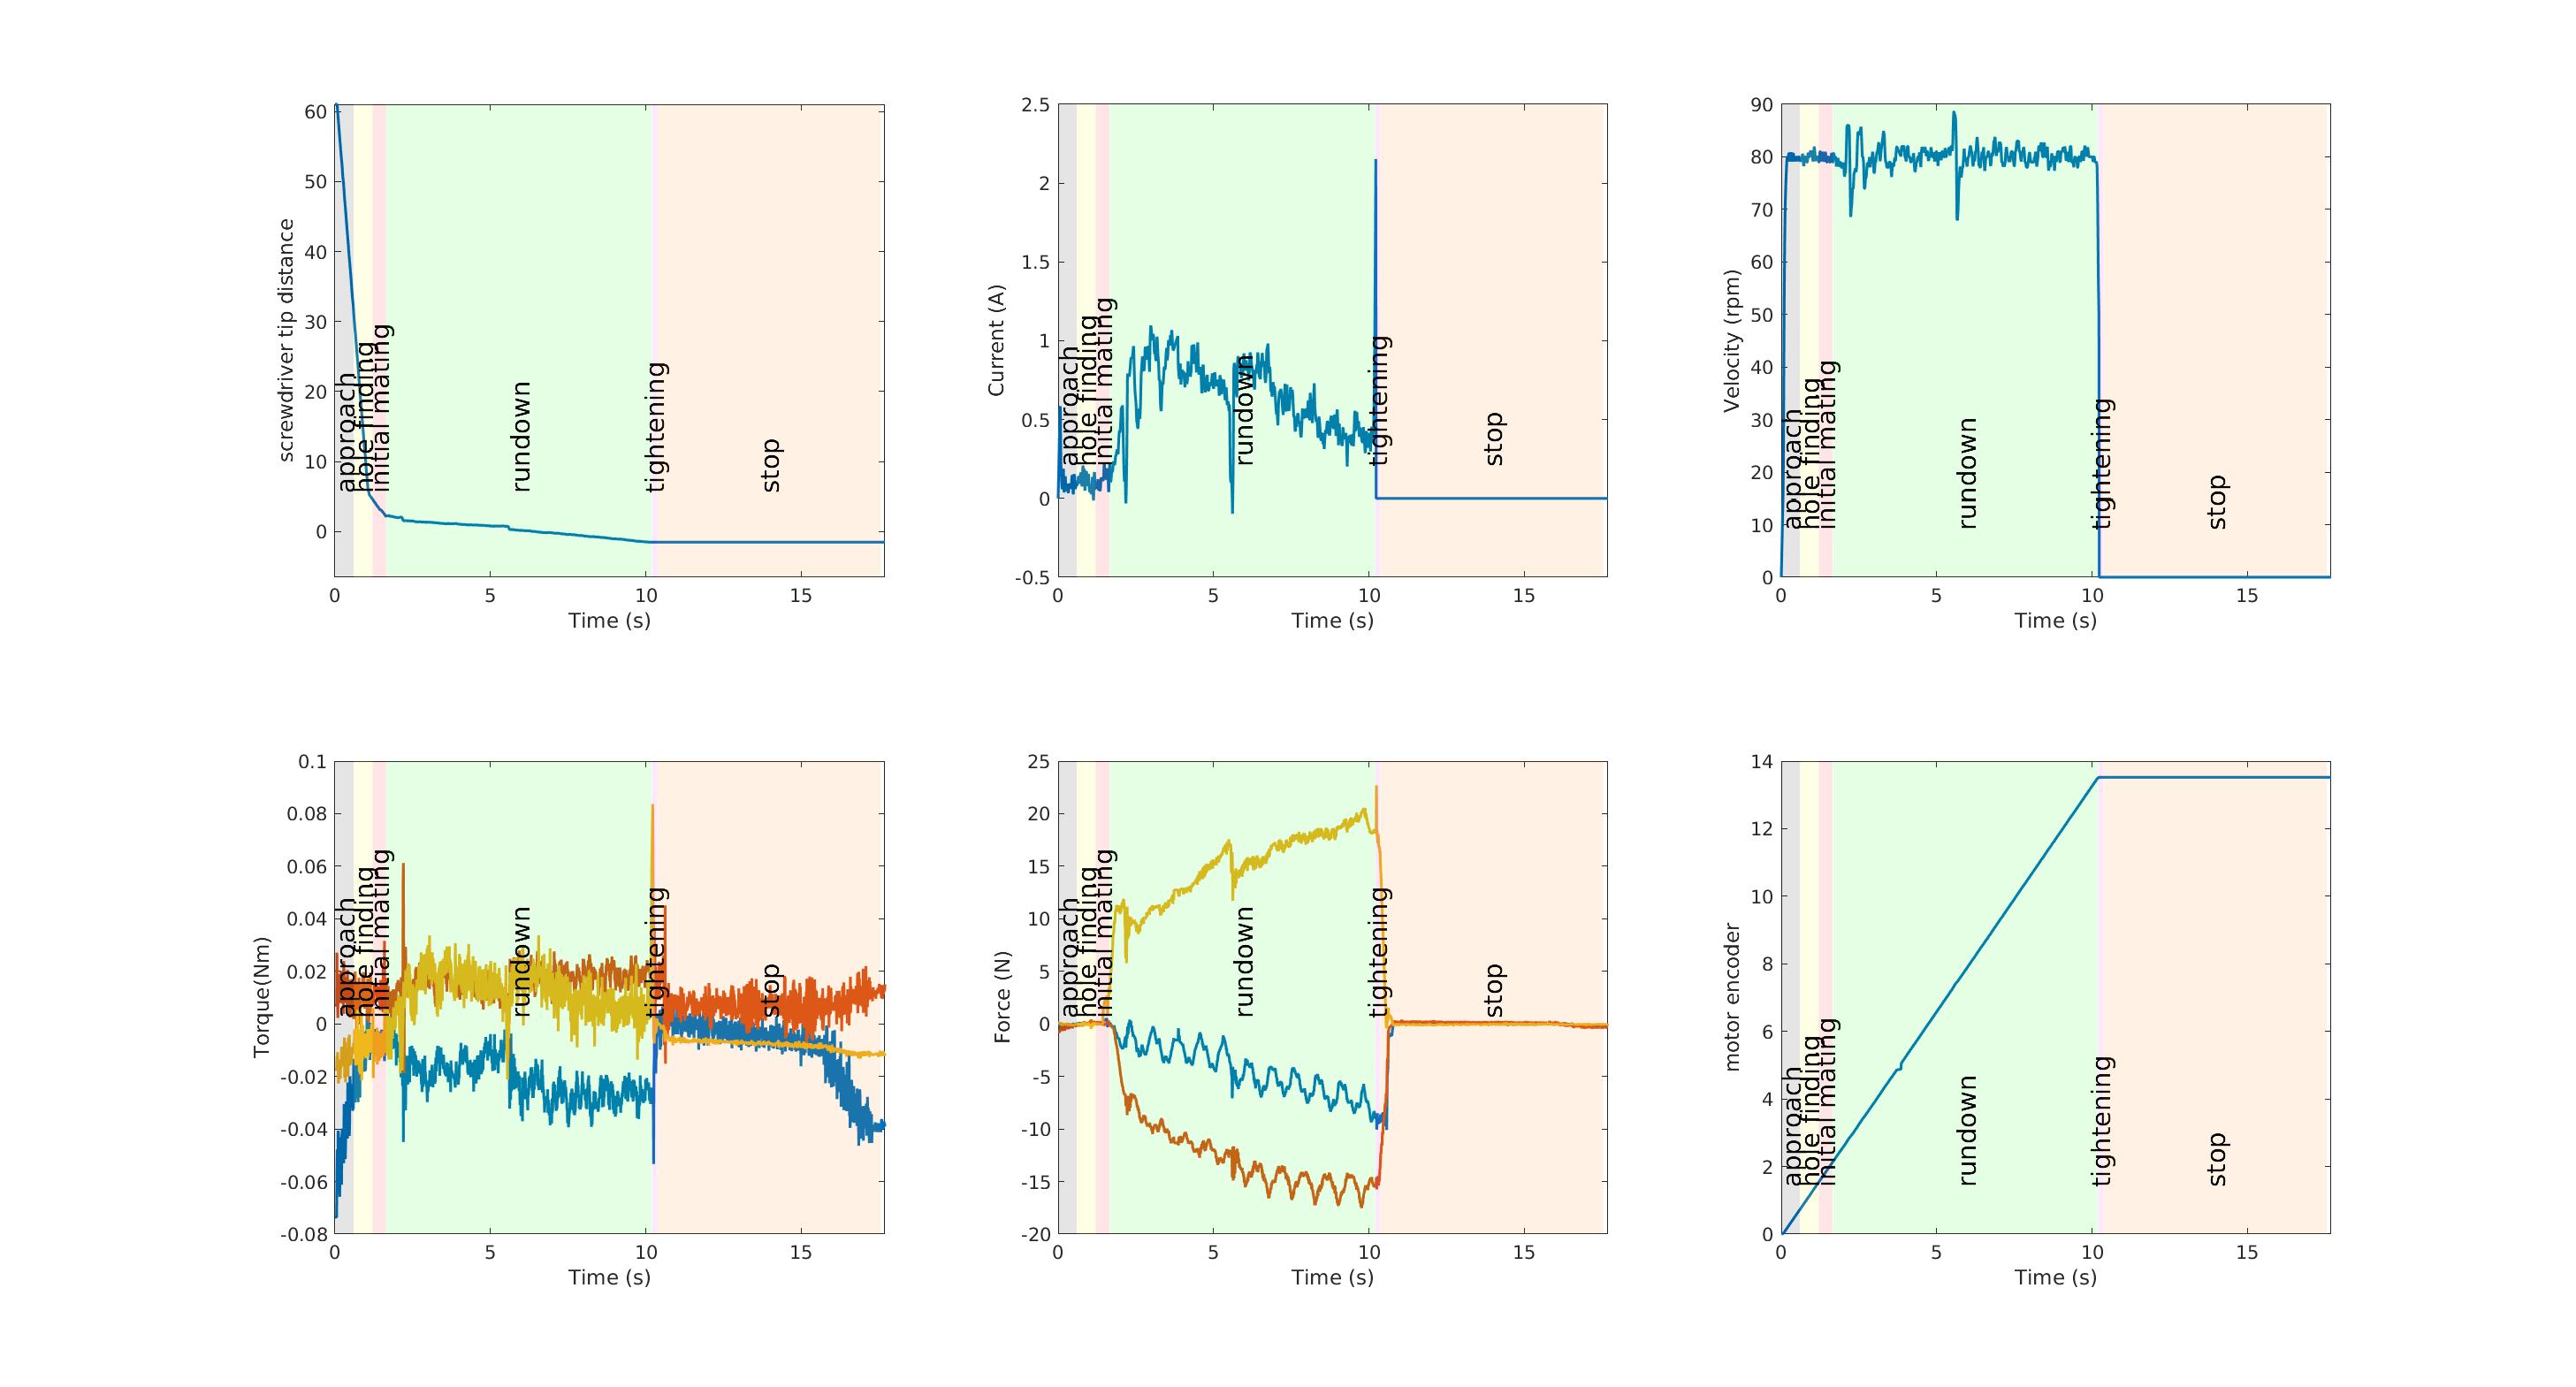 screwdriver tip distance
60
50
40
30
20
10
0
approach
hole finding
initial mating
rundown
tightening
stop
0 5 10 15
Time (s)
Current (A)
2.5
2
1.5
1
0.5
0
-0.5
approach
hole finding
initial mating
rundown
tightening
stop
0 5 10 15
Time (s)
Velocity (rpm)
90
80
70
60
50
40
30
20
10
0
approach
hole finding
initial mating
rundown
tightening
stop
0 5 10 15
Time (s)
Torque(Nm)
0.1
0.08
0.06
0.04
0.02
0
-0.02
-0.04
-0.06
-0.08
approach
hole finding
initial mating
rundown
tightening
stop
0 5 10 15
Time (s)
Force (N)
25
20
15
10
5
0
-5
-10
-15
-20
approach
hole finding
initial mating
rundown
tightening
stop
0 5 10 15
Time (s)
motor encoder
14
12
10
8
6
4
2
0
approach
hole finding
initial mating
rundown
tightening
stop
0 5 10 15
Time (s)